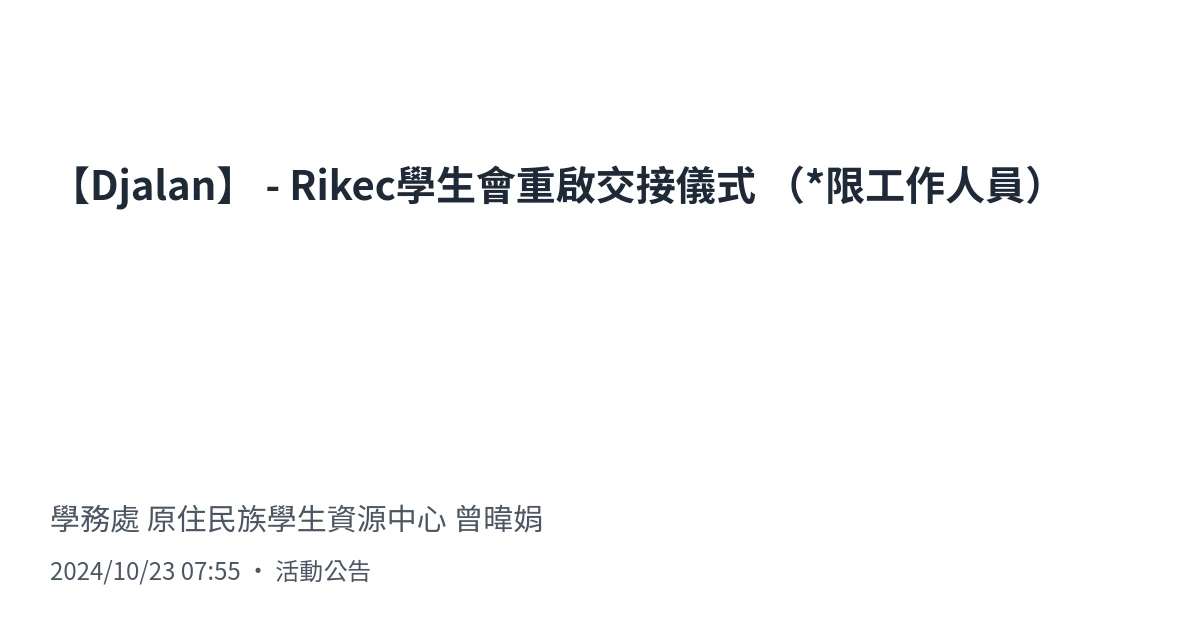 【Djalan】 - Rikec學生會重啟交接儀式 （*限工作人員）
學務處 原住民族學生資源中心 曾暐娟
2024/10/23 07:55 ・ 活動公告